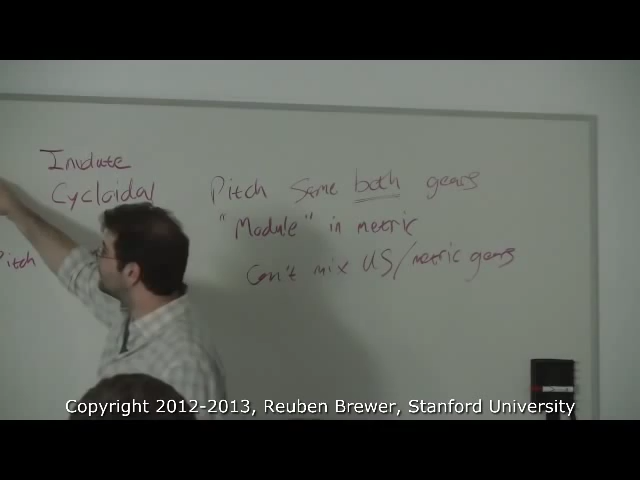 Involute
Cycloidal
Pitch
Pitch Same both gears
"Module" in metric
Can't mix US/metric gears
Copyright 2012-2013, Reuben Brewer, Stanford University